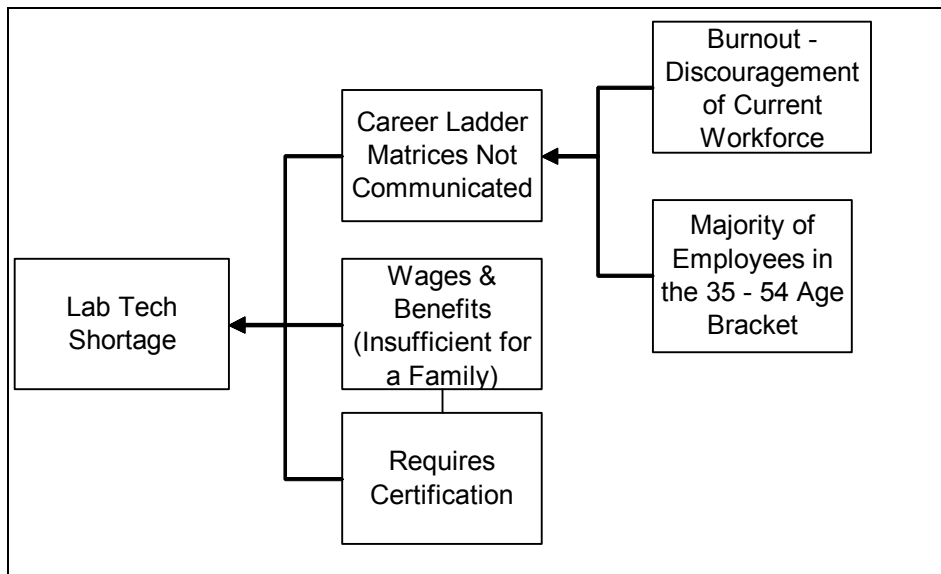 Burnout -
Discouragement
of Current
Workforce
Career Ladder
Matrices Not
Communicated
Majority of
Employees in
the 35 - 54 Age
Bracket
Lab Tech
Shortage
Wages &
Benefits
(Insufficient for
a Family)
Requires
Certification